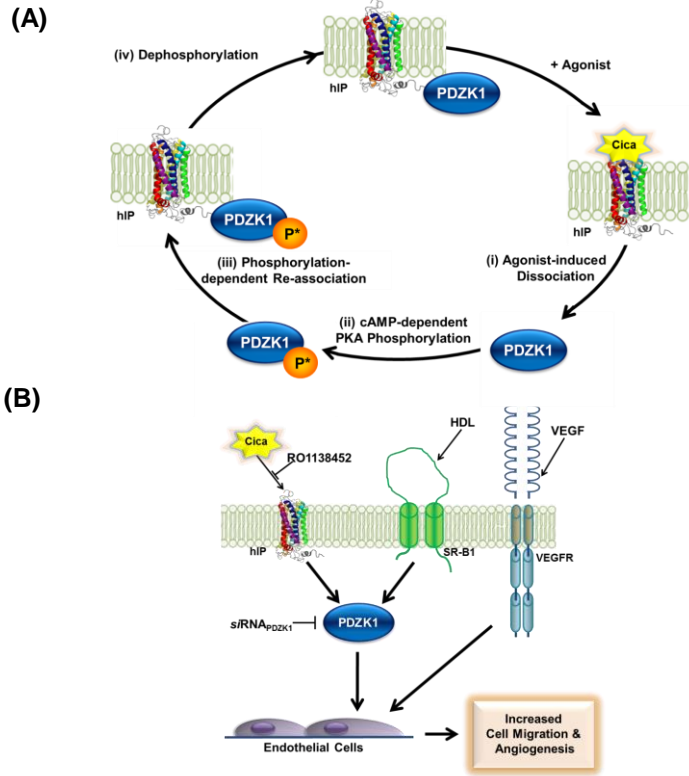 (A)
(iv) Dephosphorylation
hIP
PDZK1
+ Agonist
Cica
hIP
hIP
PDZK1
P*
(i) Agonist-induced
Dissociation
(iii) Phosphorylation-
dependent Re-association
(ii) cAMP-dependent
PKA Phosphorylation
PDZK1
P*
PDZK1
(B)
HDL
VEGF
Cica
RO1138452
hIP
SR-B1
VEGFR
siRNAPDZK1
PDZK1
Endothelial Cells
Increased
Cell Migration &
Angiogenesis